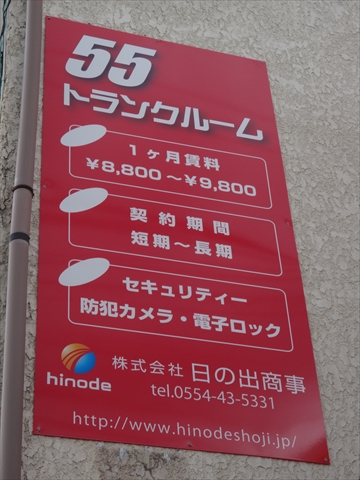 55
トランクルーム
1ヶ月賃料
¥8,800～¥9,800
契約期間
短期～長期
セキュリティー
防犯カメラ・電子ロック
hinode
株式会社 日の出商事
tel.0554-43-5331
http://www.hinodeshoji.jp/